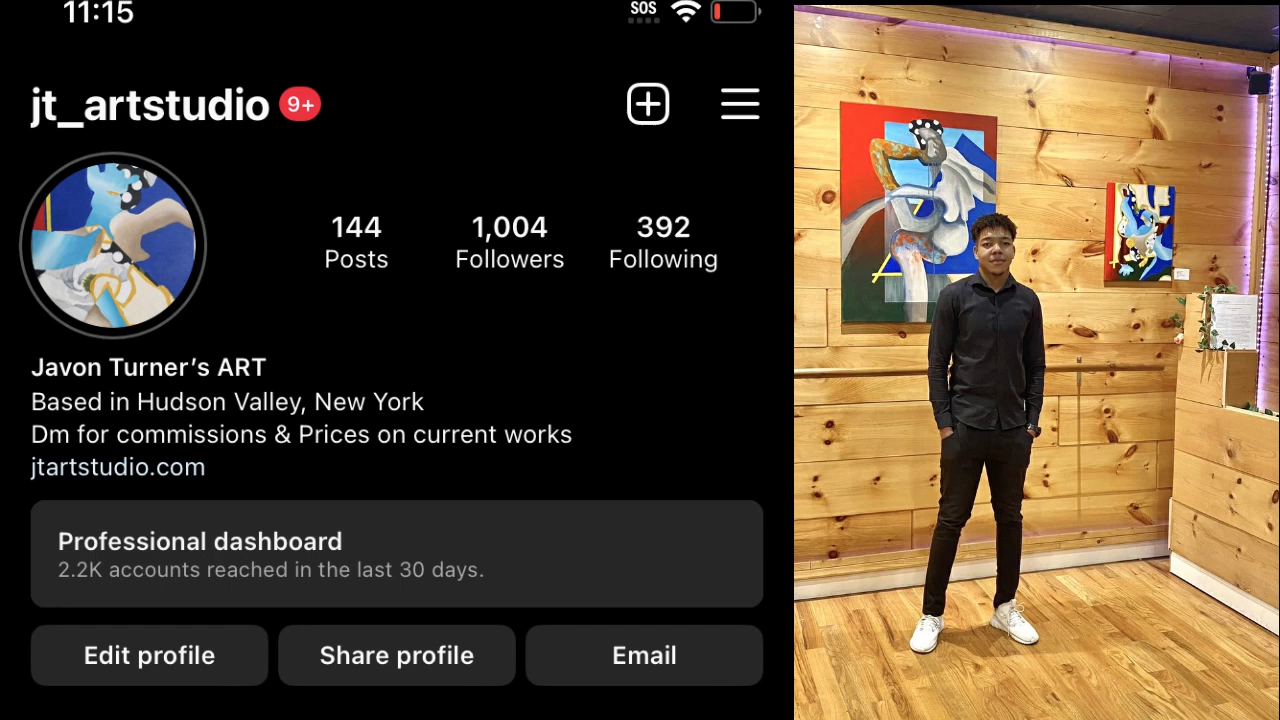 11:15
SOS
jt_artstudio 9+
144
1,004
392
Posts
Followers
Following
Javon Turner’s ART
Based in Hudson Valley, New York
Dm for commissions & Prices on current works
jtartstudio.com
Professional dashboard
2.2K accounts reached in the last 30 days.
Edit profile
Share profile
Email